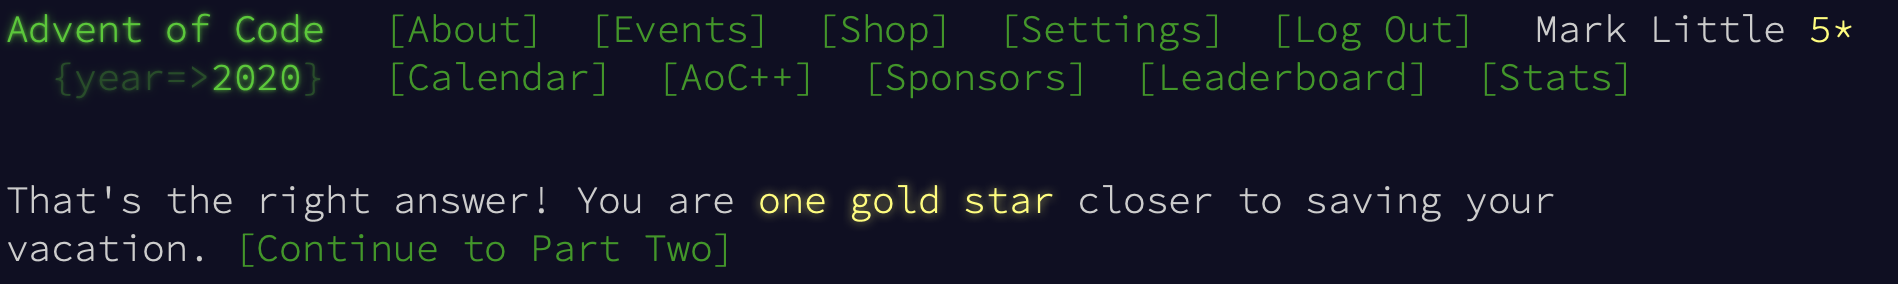 Advent of Code [About] [Events] [Shop] [Settings] [Log Out] Mark Little 5*
{year=>2020} [Calendar] [AoC++] [Sponsors] [Leaderboard] [Stats]
That's the right answer! You are one gold star closer to saving your
vacation. [Continue to Part Two]